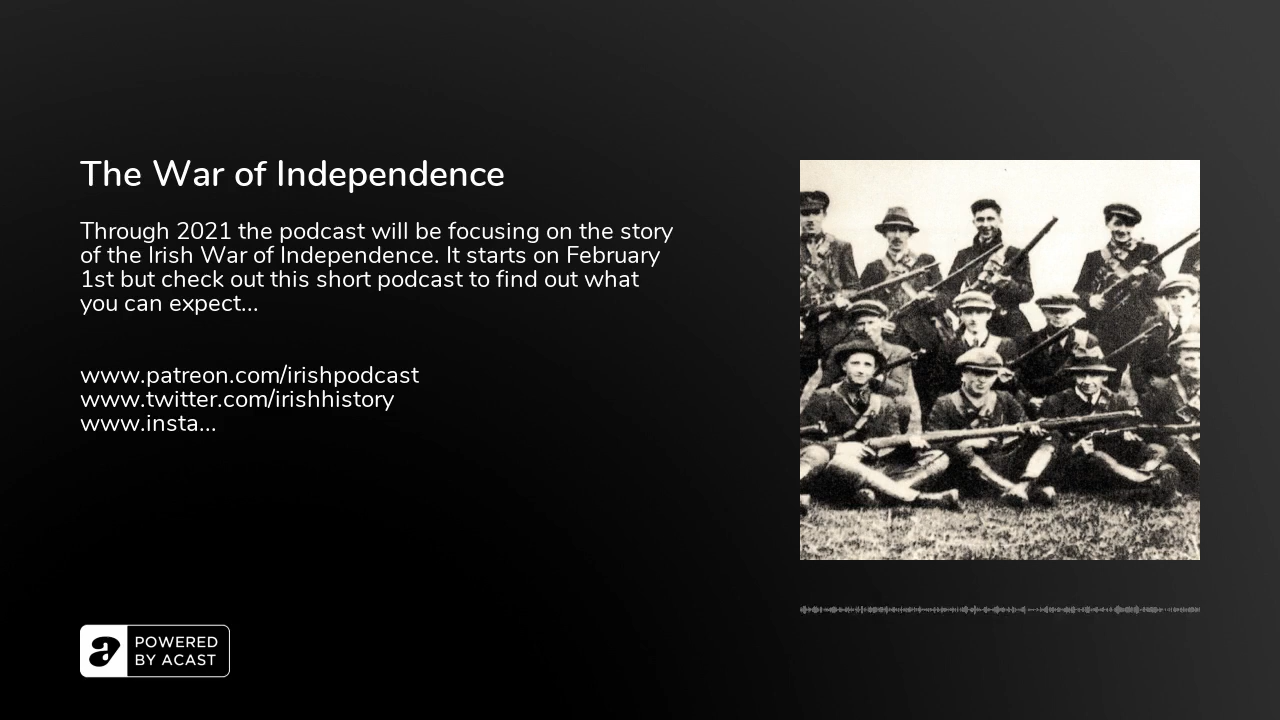 The War of Independence
Through 2021 the podcast will be focusing on the story
of the Irish War of Independence. It starts on February
1st but check out this short podcast to find out what
you can expect...
www.patreon.com/irishpodcast
www.twitter.com/irishhistory
www.insta...
POWERED
BY ACAST